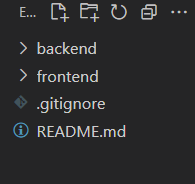 E...
backend
frontend
.gitignore
README.md